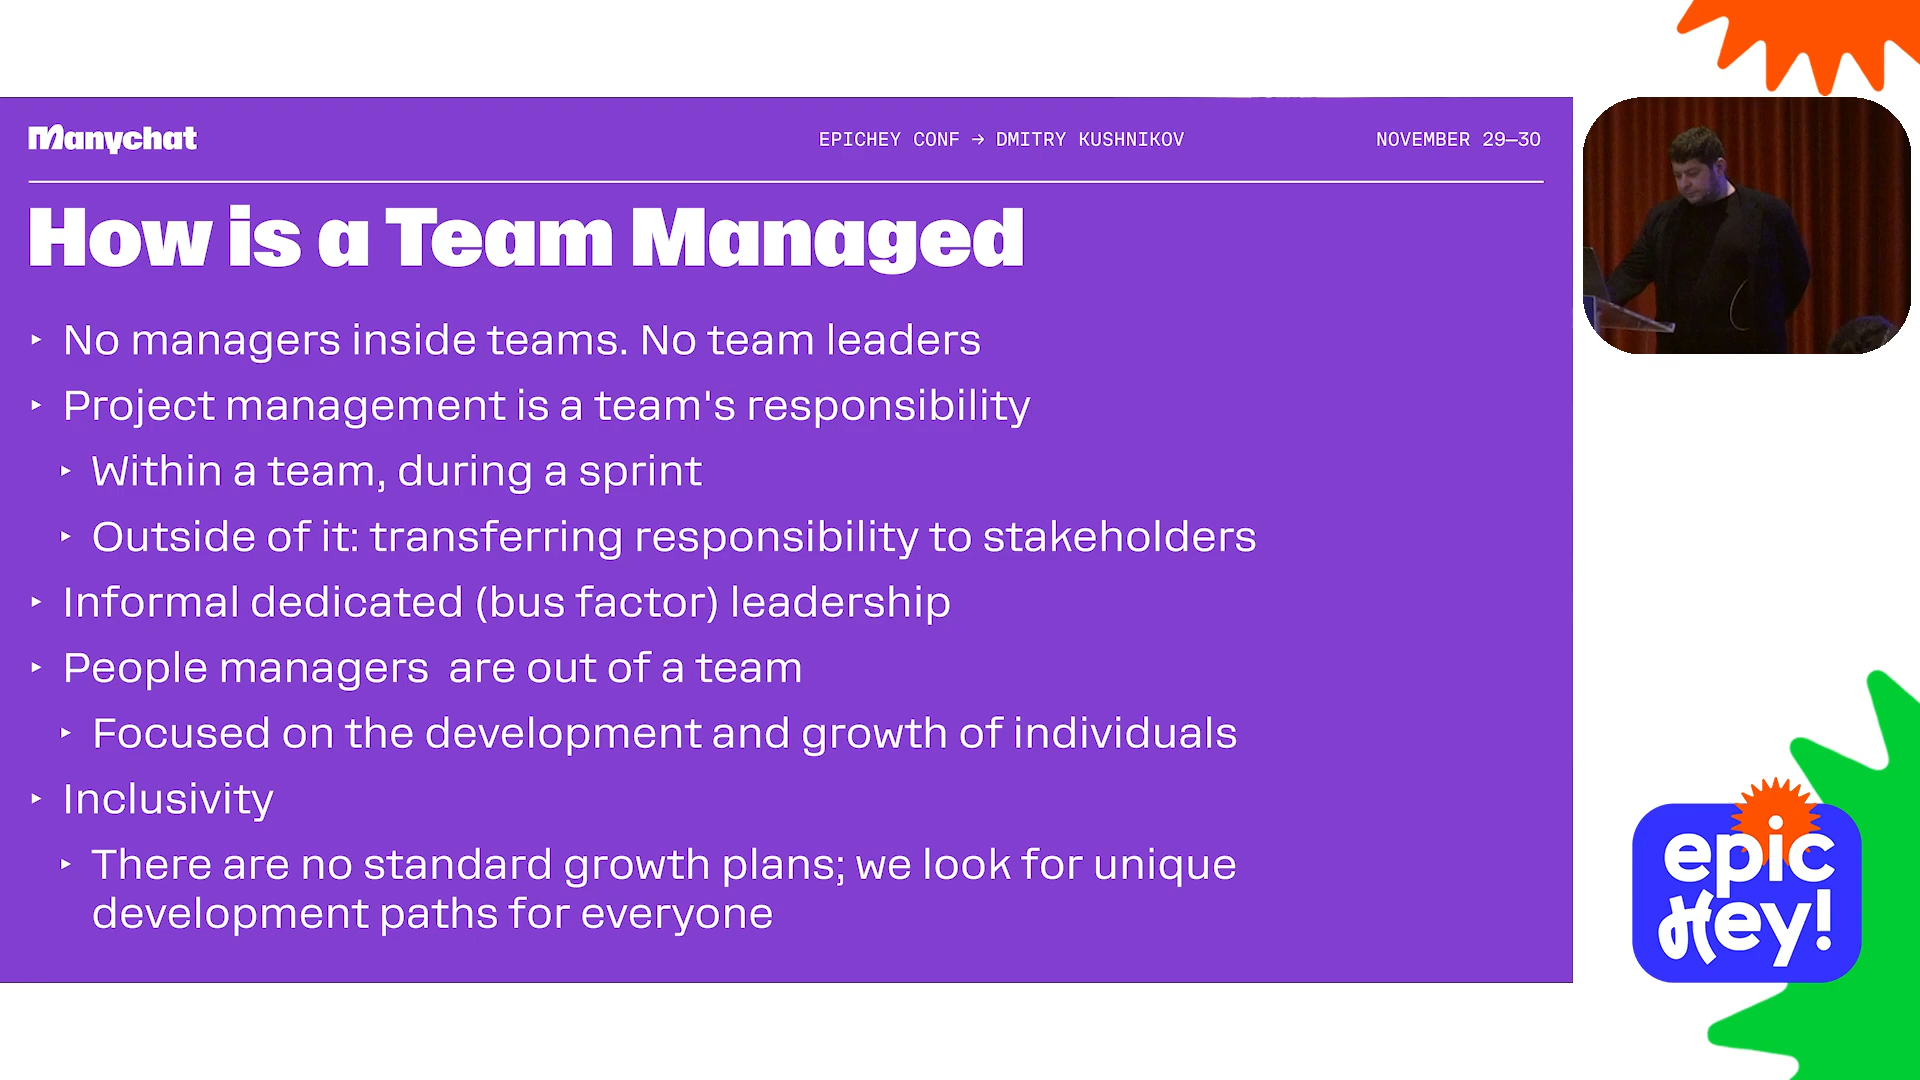 Manychat
EPICHEY CONF → DMITRY KUSHNIKOV
NOVEMBER 29—30
How is a Team Managed
‣ No managers inside teams. No team leaders
‣ Project management is a team's responsibility
‣ Within a team, during a sprint
‣ Outside of it: transferring responsibility to stakeholders
‣ Informal dedicated (bus factor) leadership
‣ People managers  are out of a team
‣ Focused on the development and growth of individuals
‣ Inclusivity
‣ There are no standard growth plans; we look for unique
development paths for everyone
epic
Hey!